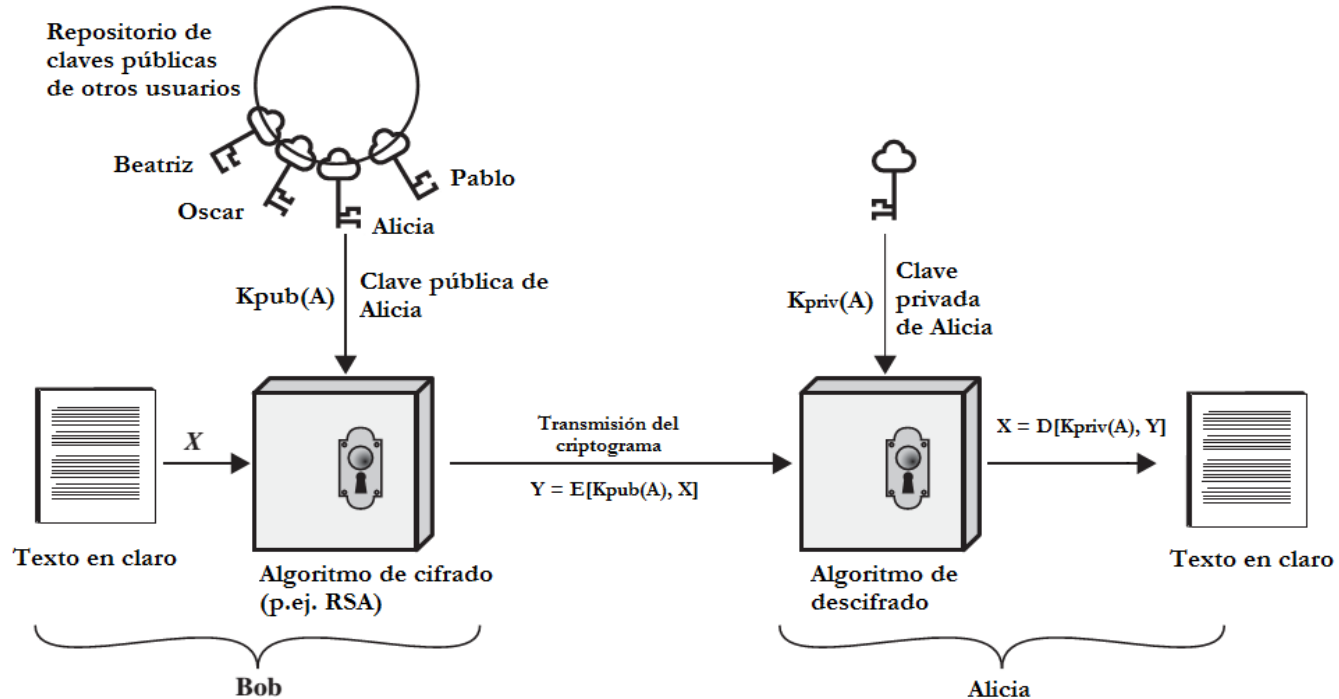 Repositorio de
claves públicas
de otros usuarios
Beatriz
Oscar
Alicia
Pablo
Kpub(A)
Clave pública de
Alicia
Kpriv(A)
Clave
privada
de Alicia
X
Transmisión del
criptograma
Y = E[Kpub(A), X]
X = D[Kpriv(A), Y]
Texto en claro
Algoritmo de cifrado
(p.ej. RSA)
Algoritmo de
descifrado
Texto en claro
Bob
Alicia